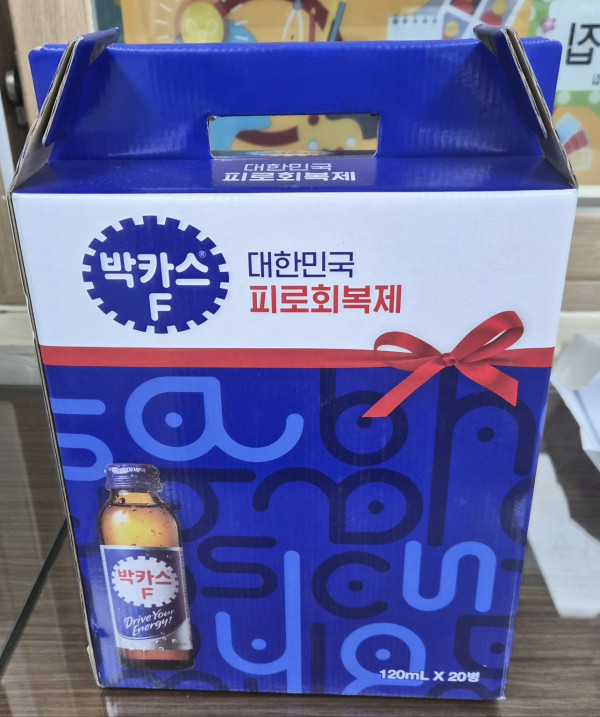 대한민국
피로회복제
박카스®
F
대한민국
피로회복제
박카스
F
Drive Your
Energy!
120mL X 20병